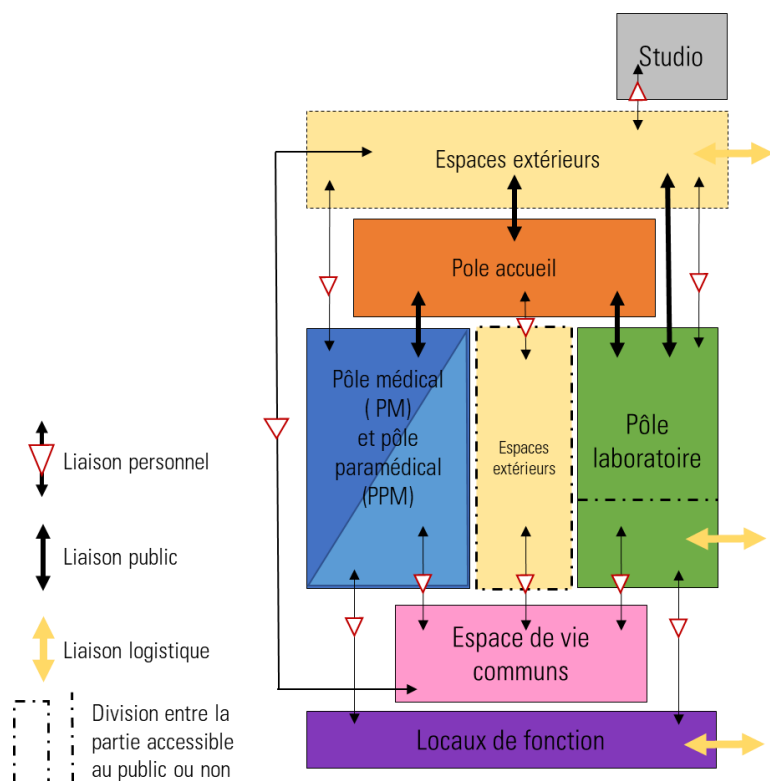 Studio
Espaces extérieurs
Pole accueil
Pôle médical
( PM)
et pôle
paramédical
(PPM)
Espaces
extérieurs
Pôle
laboratoire
Espace de vie
communs
Locaux de fonction
Liaison personnel
Liaison public
Liaison logistique
Division entre la
partie accessible
au public ou non